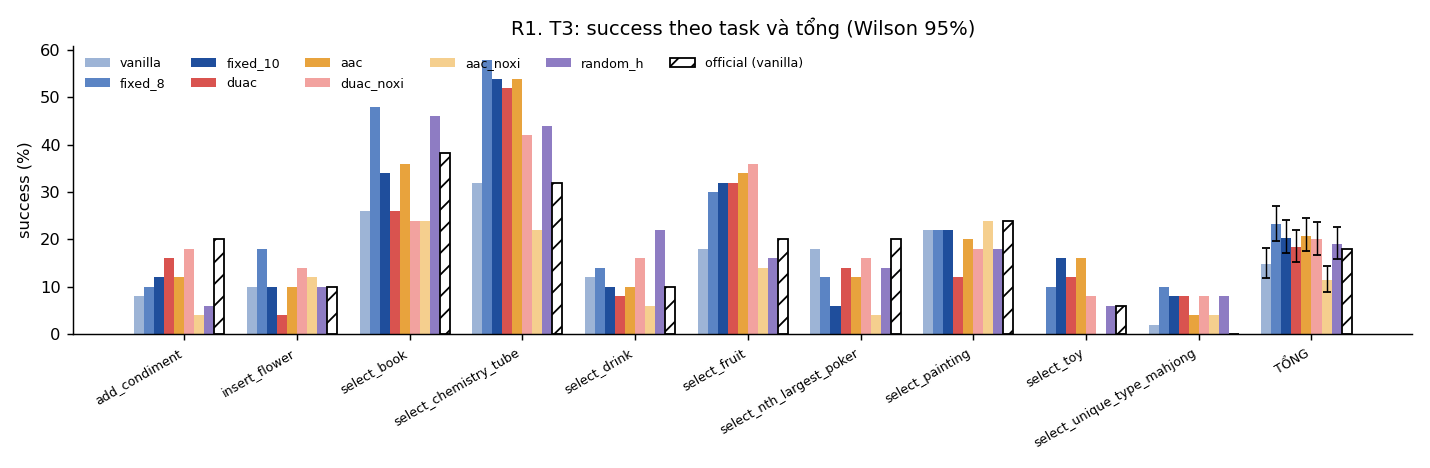 R1. T3: success theo task và tổng (Wilson 95%)
success (%)
60
50
40
30
20
10
0
vanilla
fixed_8
fixed_10
duac
aac
duac_noxi
aac_noxi
random_h
official (vanilla)
add_condiment
insert_flower
select_book
select_chemistry_tube
select_drink
select_fruit
select_nth_largest_poker
select_painting
select_toy
select_unique_type_mahjong
TỔNG